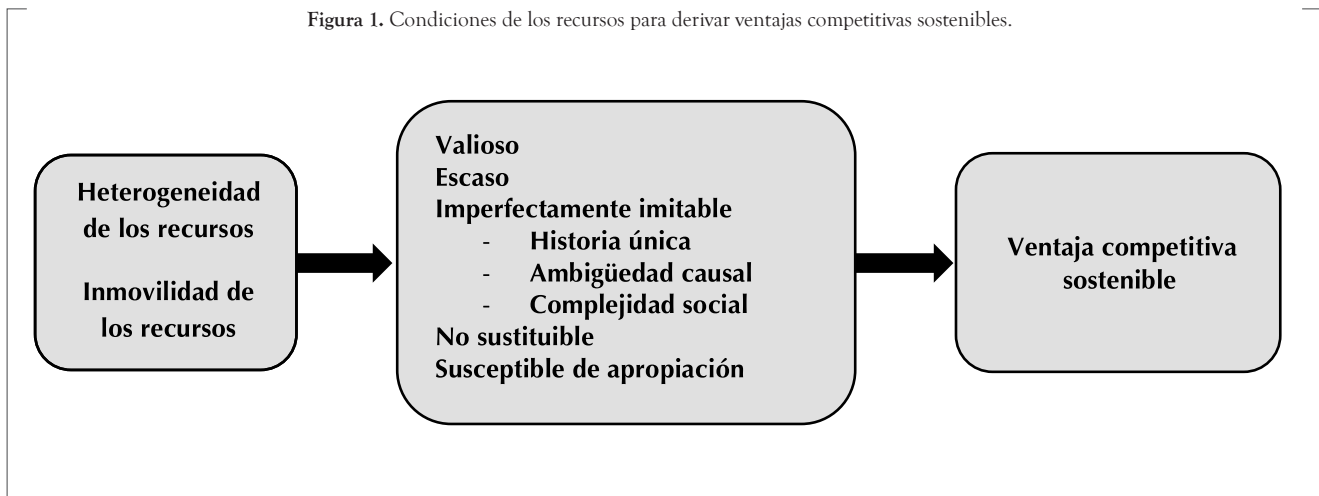 Figura 1. Condiciones de los recursos para derivar ventajas competitivas sostenibles.
Heterogeneidad
de los recursos
Inmovilidad de
los recursos
Valioso
Escaso
Imperfectamente imitable
- Historia única
- Ambigüedad causal
- Complejidad social
No sustituible
Susceptible de apropiación
Ventaja competitiva
sostenible